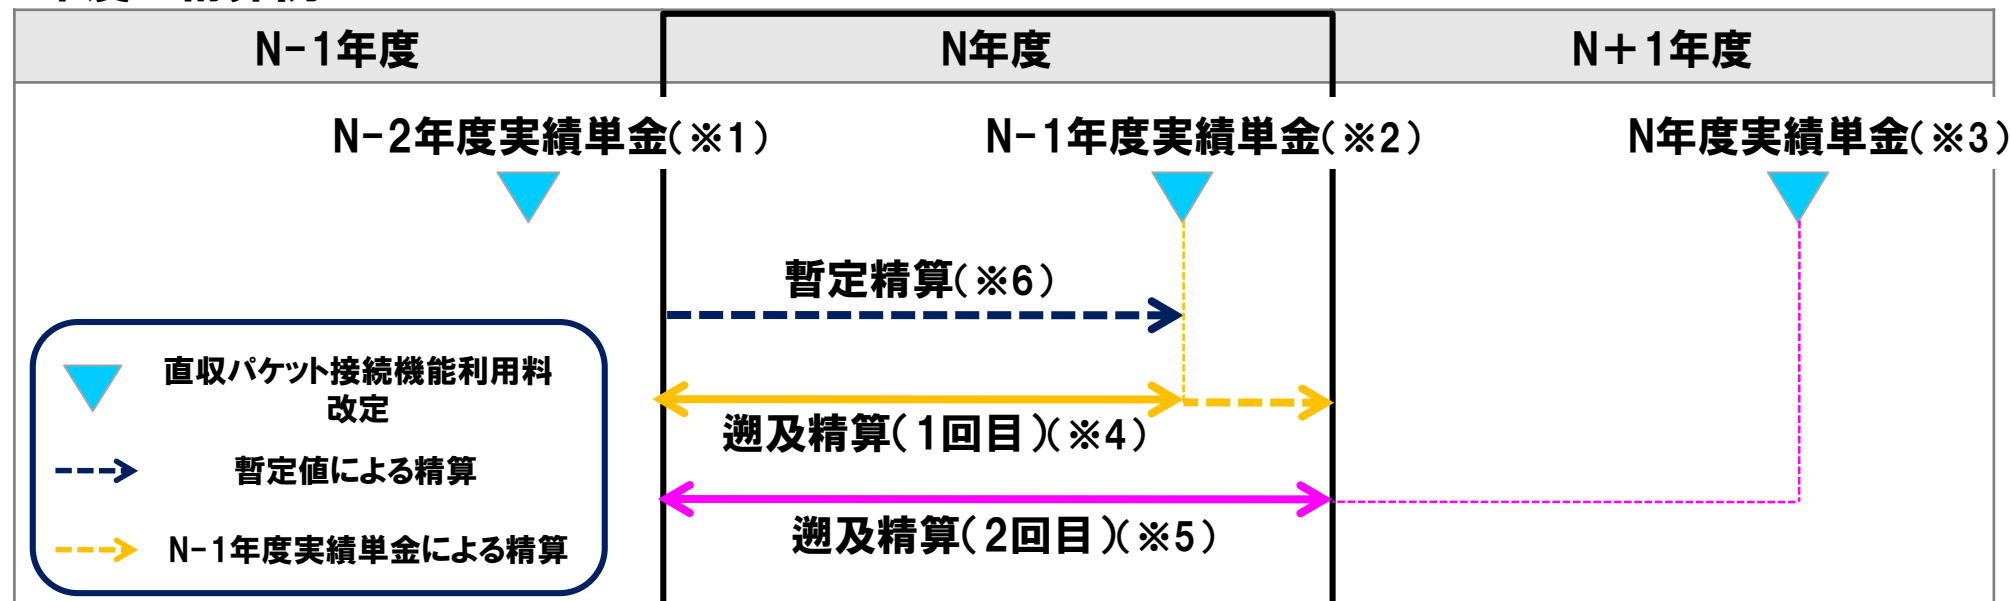 N-1年度 N年度 N+1年度
N-2年度実績単金(※1) N-1年度実績単金(※2) N年度実績単金(※3)
暫定精算(※6)
直収パケット接続機能利用料
改定
遡及精算(1回目)(※4)
暫定値による精算
遡及精算(2回目)(※5)
N-1年度実績単金による精算